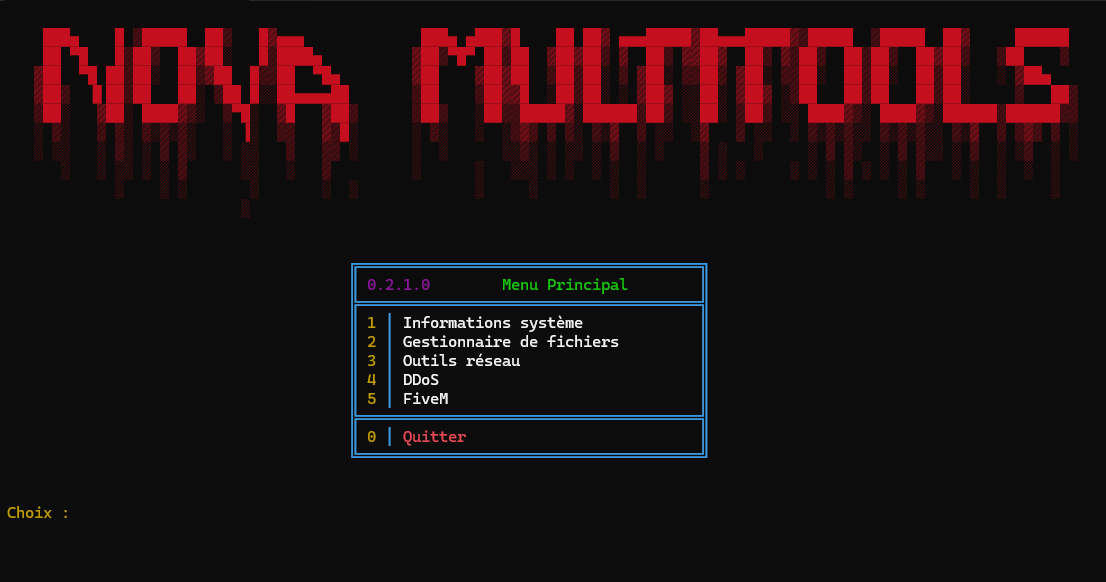 NOVA MULTITOOLS
0.2.1.0 Menu Principal
1 | Informations système
2 | Gestionnaire de fichiers
3 | Outils réseau
4 | DDoS
5 | FiveM
0 | Quitter
Choix :